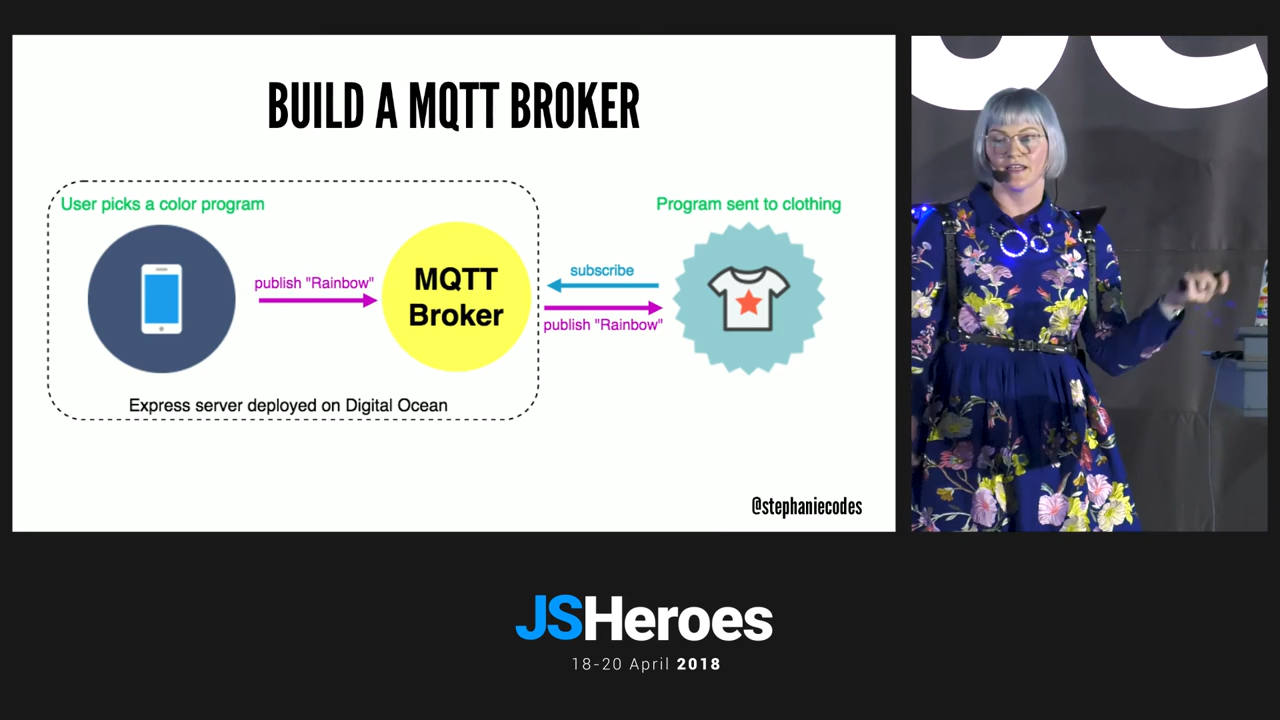 BUILD A MQTT BROKER
User picks a color program
Program sent to clothing
publish "Rainbow"
MQTT
Broker
subscribe
publish "Rainbow"
Express server deployed on Digital Ocean
@stephaniecodes
JSHeroes
18-20 April 2018